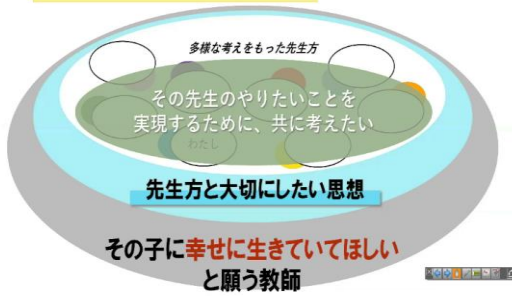 多様な考えをもった先生方
その先生のやりたいことを
実現するために、共に考えたい
わたし
先生方と大切にしたい思想
その子に幸せに生きていてほしい
と願う教師